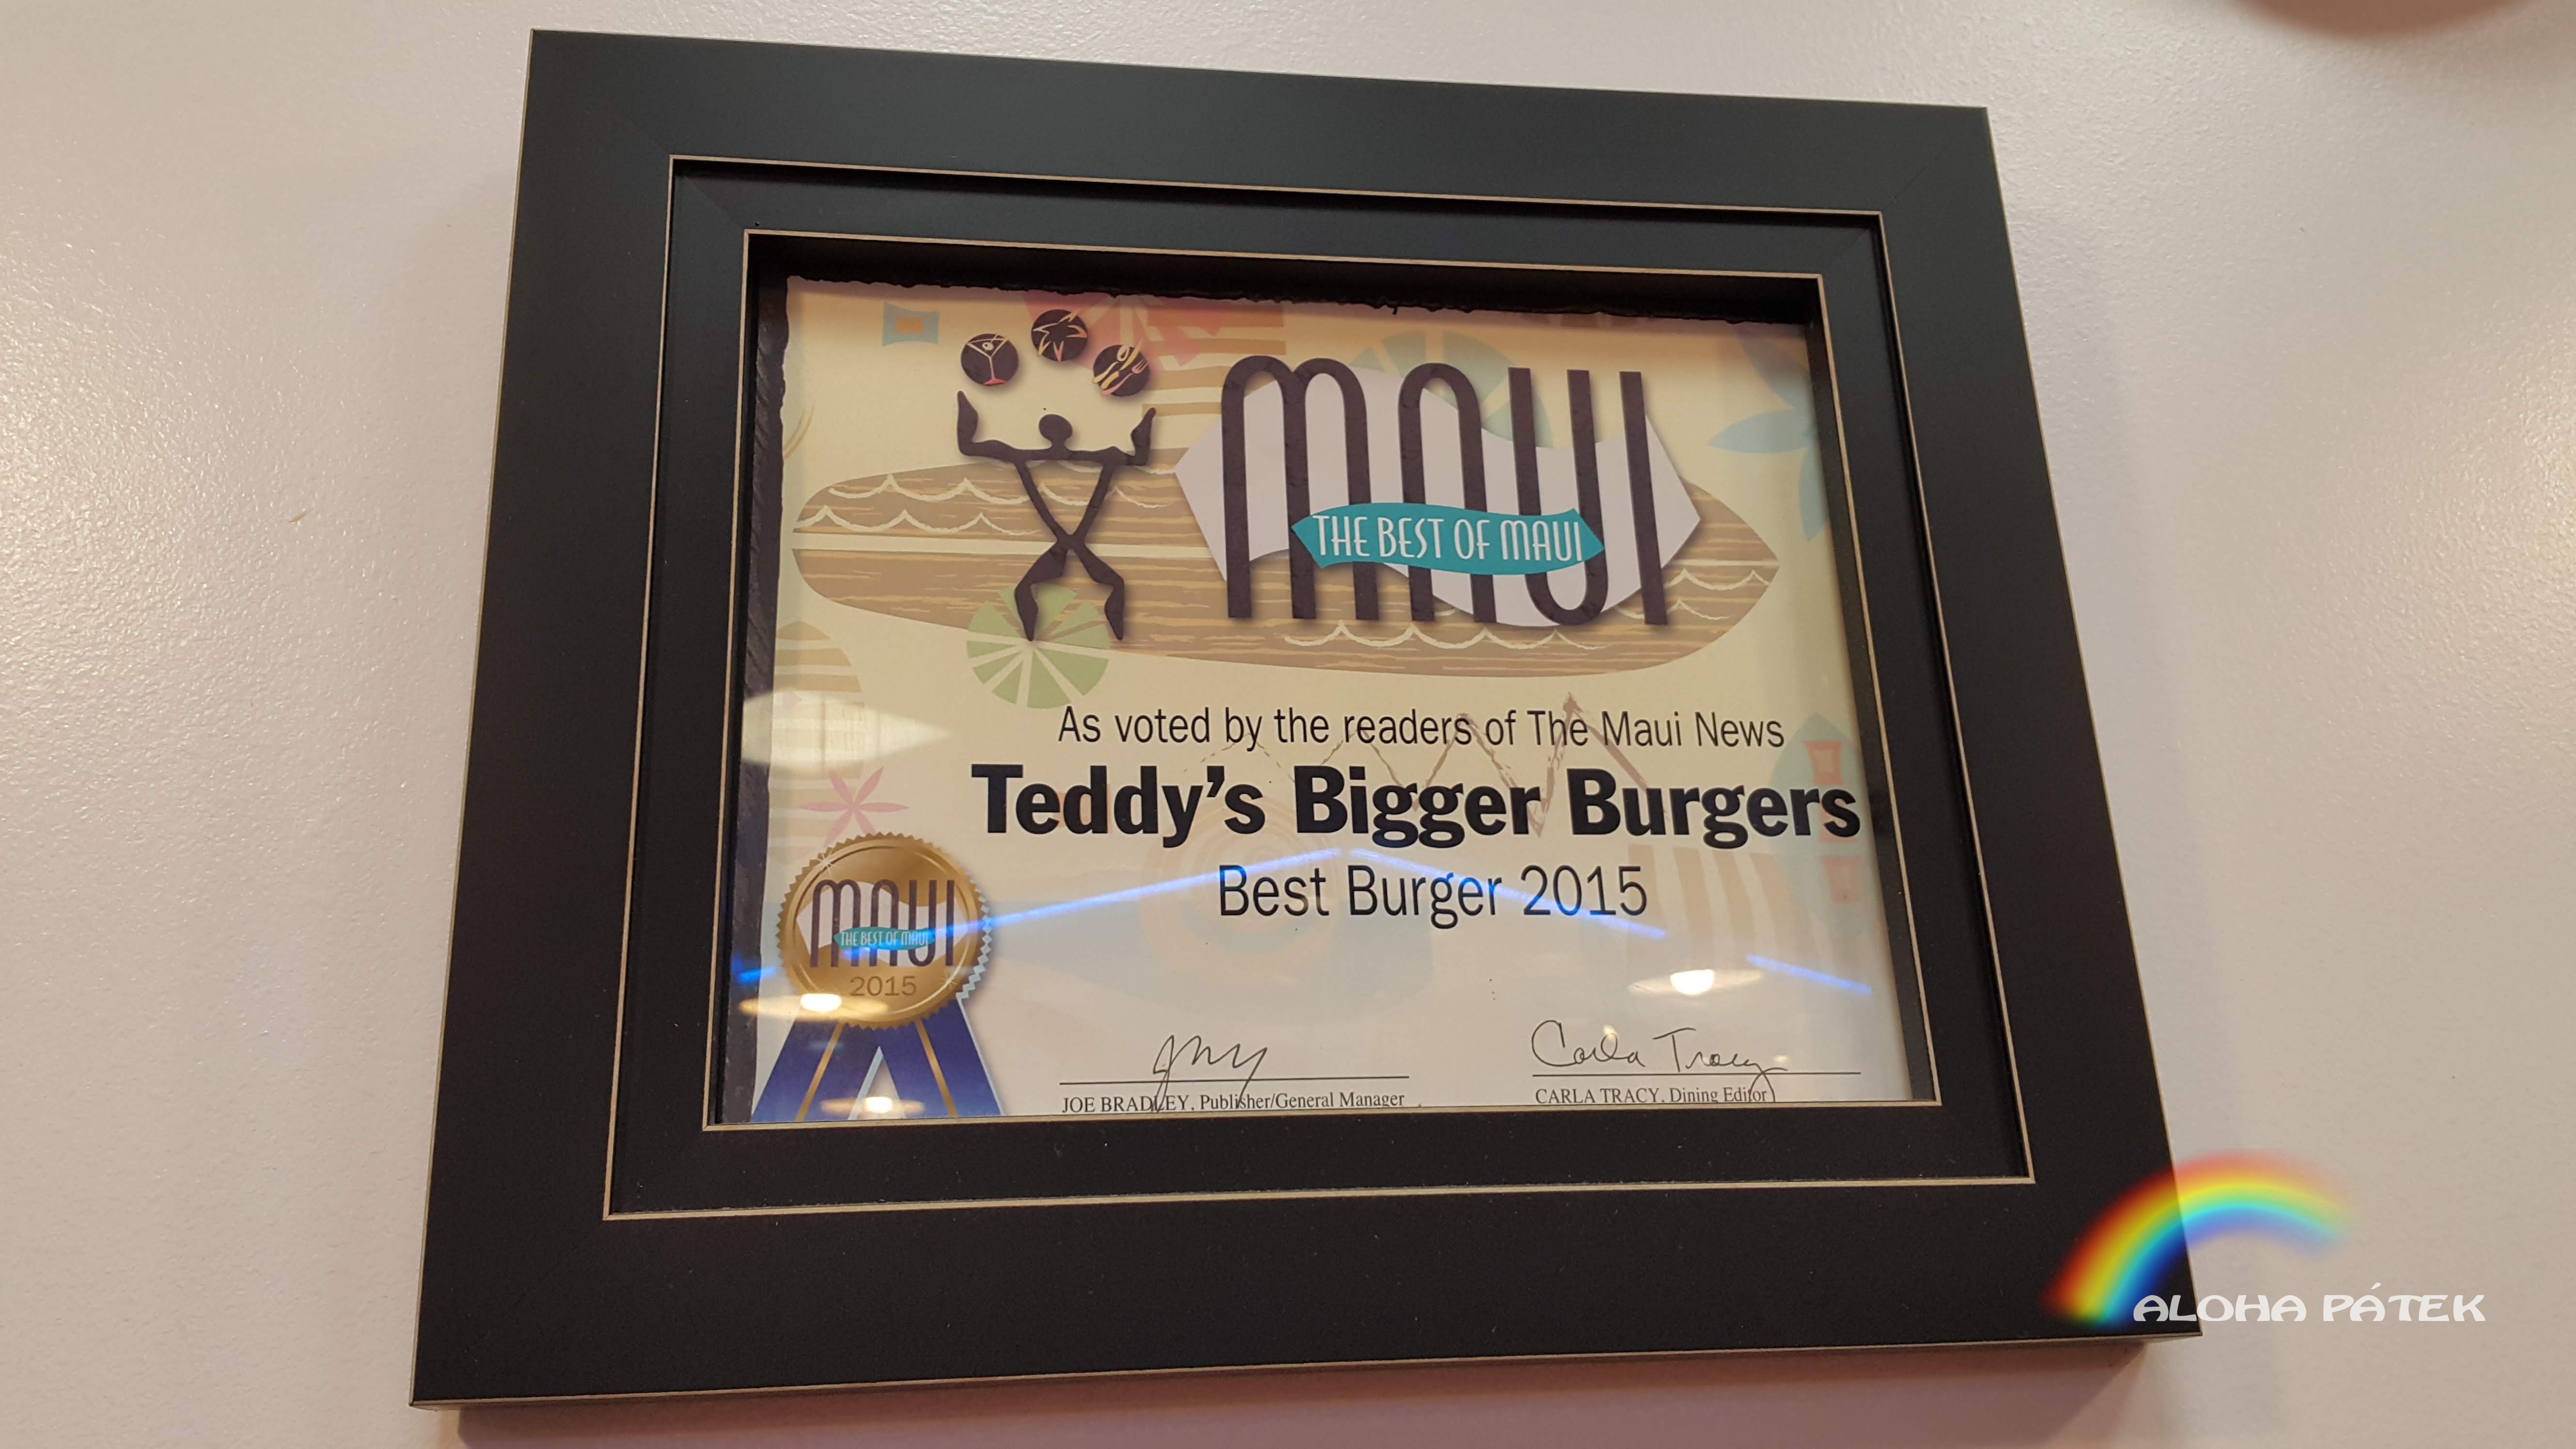 MAUI
THE BEST OF MAUI
As voted by the readers of The Maui News
Teddy's Bigger Burgers
Best Burger 2015
MAUI
THE BEST OF MAUI
2015
Carla Tracy
JOE BRADLEY, Publisher/General Manager
CARLA TRACY, Dining Editor
ALOHA PÁTEK